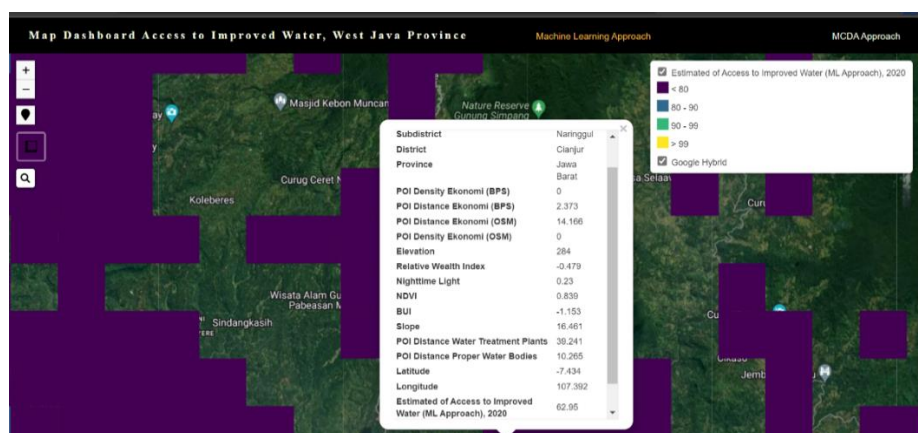 Map Dashboard Access to Improved Water, West Java Province
Machine Learning Approach
MCDA Approach
+
−
Masjid Kebon Muncan
Nature Reserve
Gunung Simpang
Curug Ceret
Koleberes
Wisata Alam Gu
Pabeasan
Sindangkasih
Subdistrict Naringgul
District Cianjur
Province Jawa
Barat
POI Density Ekonomi (BPS) 0
POI Distance Ekonomi (BPS) 2.373
POI Distance Ekonomi (OSM) 14.166
POI Density Ekonomi (OSM) 0
Elevation 284
Relative Wealth Index -0.479
Nighttime Light 0.23
NDVI 0.839
BUI -1.153
Slope 16.461
POI Distance Water Treatment Plants 39.241
POI Distance Proper Water Bodies 10.265
Latitude -7.434
Longitude 107.392
Estimated of Access to Improved
Water (ML Approach), 2020 62.95
×
Estimated of Access to Improved Water (ML Approach), 2020
< 80
80 - 90
90 - 99
> 99
Google Hybrid
Cu
Jemb